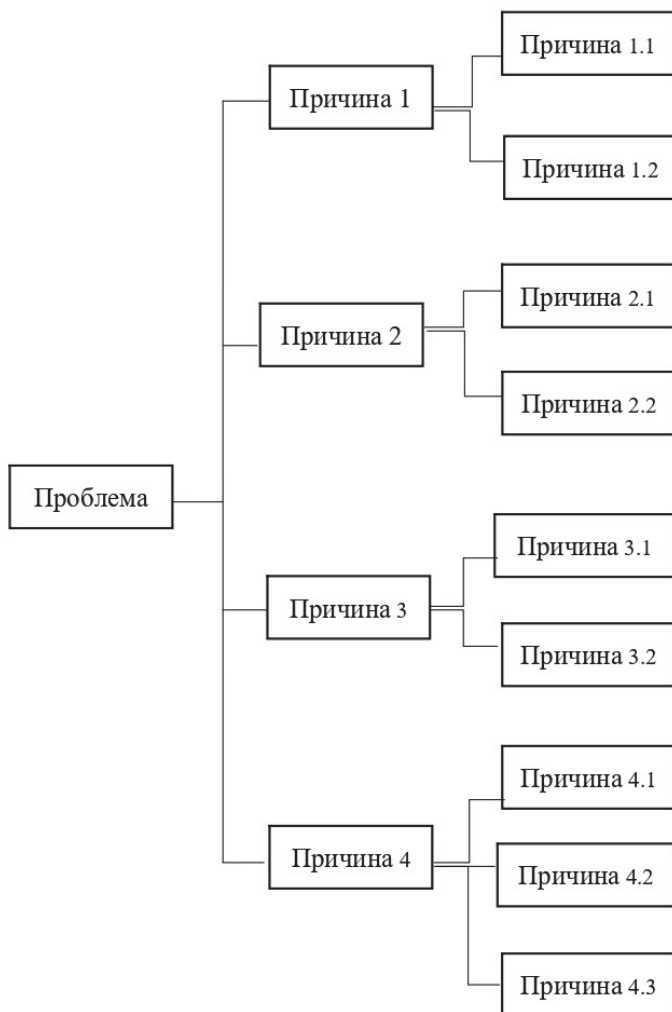 Проблема
Причина 1
Причина 1.1
Причина 1.2
Причина 2
Причина 2.1
Причина 2.2
Причина 3
Причина 3.1
Причина 3.2
Причина 4
Причина 4.1
Причина 4.2
Причина 4.3